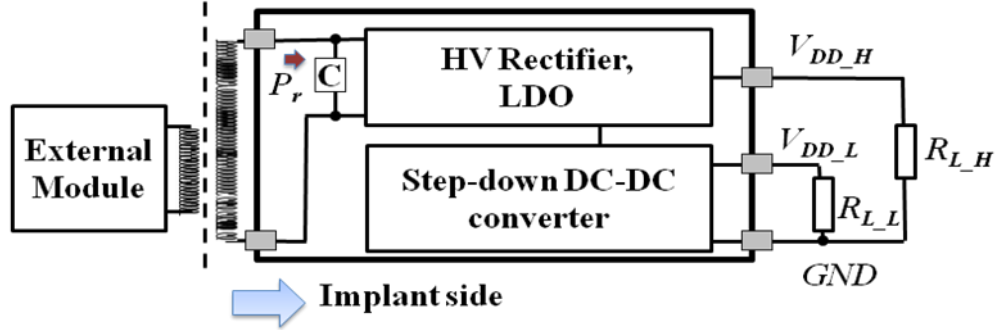 External
Module
P_r
C
HV Rectifier,
LDO
Step-down DC-DC
converter
V_DD_H
V_DD_L
R_L_H
R_L_L
GND
Implant side